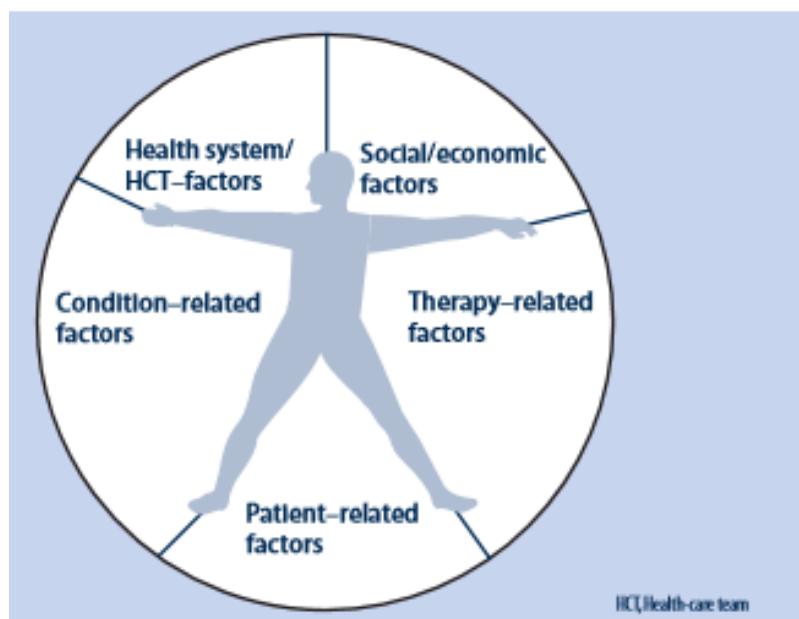 Health system/
HCT–factors
Social/economic
factors
Condition–related
factors
Therapy–related
factors
Patient–related
factors
HCT, Health-care team